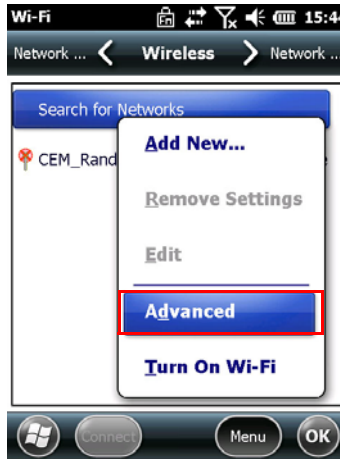 Wi-Fi 15:44
Network ... Wireless Network ..
Search for Networks
CEM_Rand
Add New...
Remove Settings
Edit
Advanced
Turn On Wi-Fi
Connect Menu OK